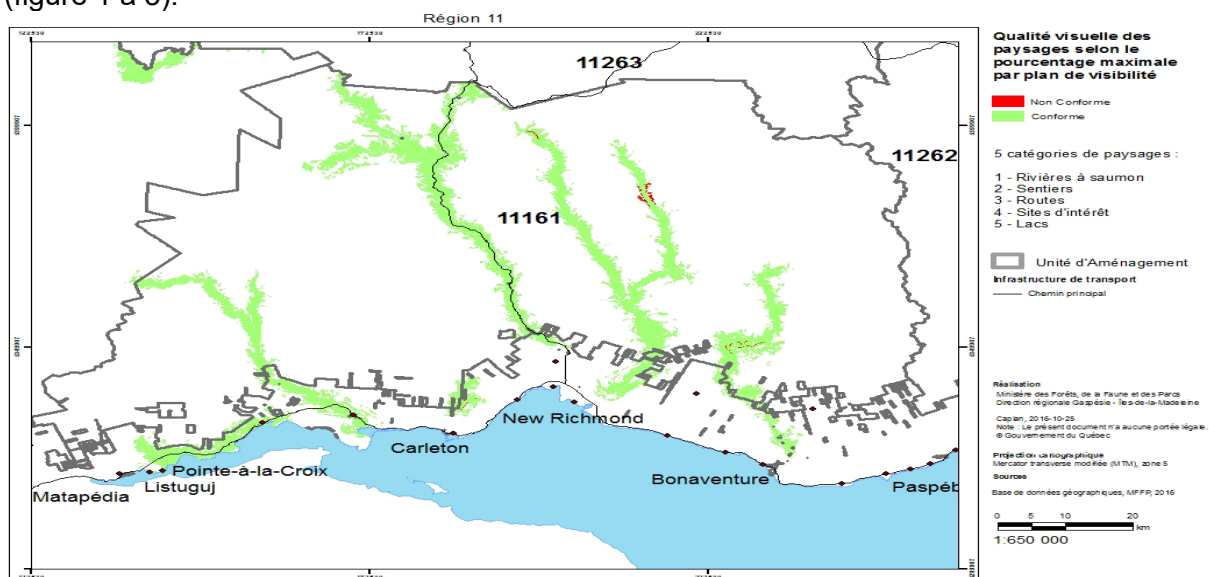 (figure 1 à 5).
Région 11
11263
11262
11161
New Richmond
Carleton
Pointe-à-la-Croix
Bonaventure
Matapédia
Listuguj
Paspéb
Qualité visuelle des
paysages selon le
pourcentage maximale
par plan de visibilité
Non Conforme
Conforme
5 catégories de paysages :
1 - Rivières à saumon
2 - Sentiers
3 - Routes
4 - Sites d'intérêt
5 - Lacs
Unité d'Aménagement
Infrastructure de transport
Chemin principal
Réalisation
Ministère des Forêts, de la Faune et des Parcs
Direction régionale Gaspésie - Îles-de-la-Madeleine
Caplan, 2016-10-25
Note : Le présent document n'a aucune portée légale.
© Gouvernement du Québec
Projection cartographique
Mercator transverse modifiée (MTM), zone 5
Sources
Base de données géographiques, MFFP, 2016
0 5 10 20
km
1:650 000